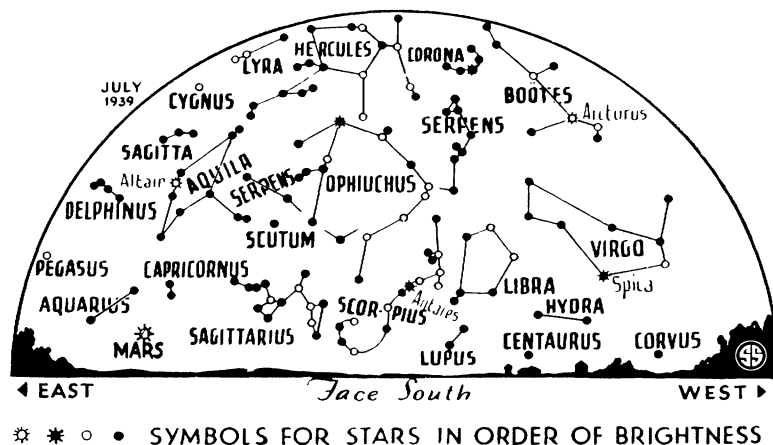 HERCULES
CORONA
LYRA
JULY
1939
CYGNUS
BOÖTES
Arcturus
SERPENS
SAGITTA
AQUILA
Altair
SERPENS
OPHIUCHUS
DELPHINUS
SCUTUM
VIRGO
PEGASUS
CAPRICORNUS
LIBRA
Spica
AQUARIUS
SCOR-PIUS
Antares
HYDRA
SAGITTARIUS
MARS
LUPUS
CENTAURUS
CORVUS
SS
EAST
Face South
WEST
SYMBOLS FOR STARS IN ORDER OF BRIGHTNESS